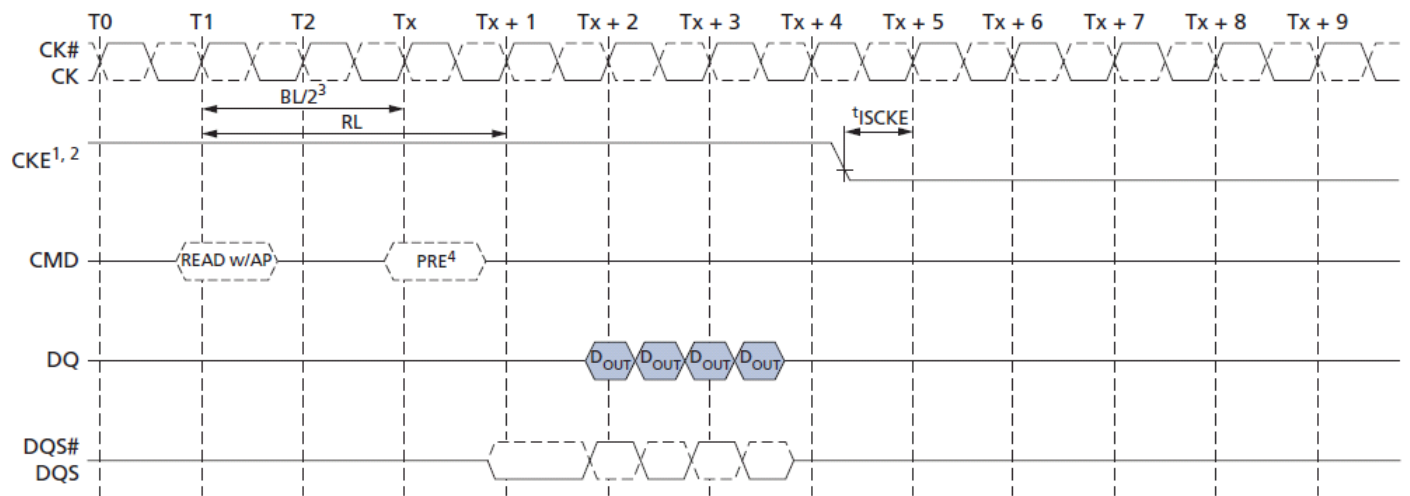 T0 T1 T2 Tx Tx + 1 Tx + 2 Tx + 3 Tx + 4 Tx + 5 Tx + 6 Tx + 7 Tx + 8 Tx + 9
CK#
CK
BL/2³
RL
tISCKE
CKE1, 2
CMD READ w/AP PRE⁴
DQ DOUT DOUT DOUT DOUT
DQS#
DQS